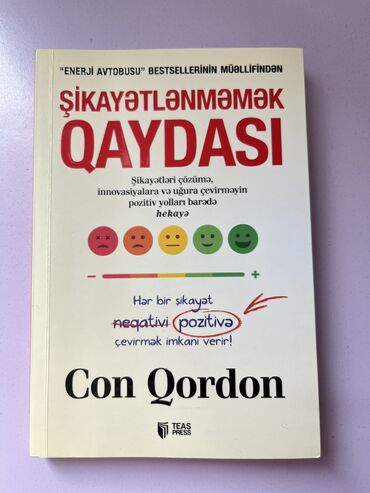 "ENERJİ AVTOBUSU" BESTSELLERİNİN MÜƏLLİFİNDƏN
ŞİKAYƏTLƏNMƏMƏK
QAYDASI
Şikayətləri çözümə,
innovasiyalara və uğura çevirməyin
pozitiv yolları barədə
hekayə
- +
Hər bir şikayət
neqativi pozitivə
çevirmək imkanı verir!
Con Qordon
TEAS
PRESS